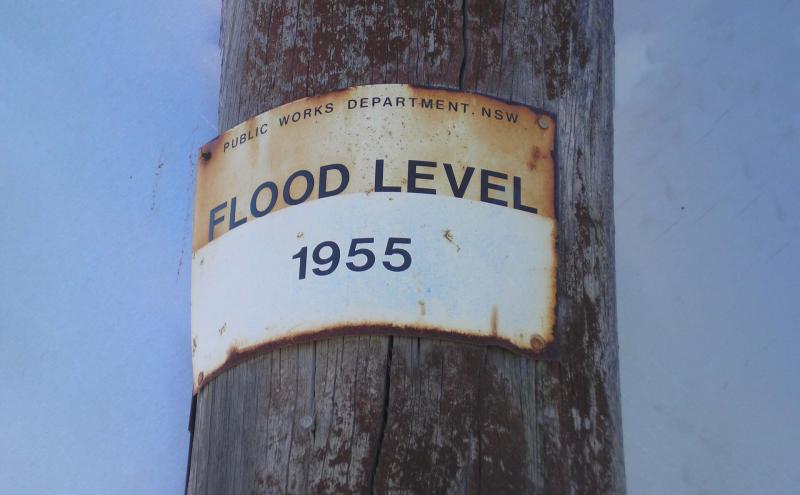 PUBLIC WORKS DEPARTMENT. NSW
FLOOD LEVEL
1955